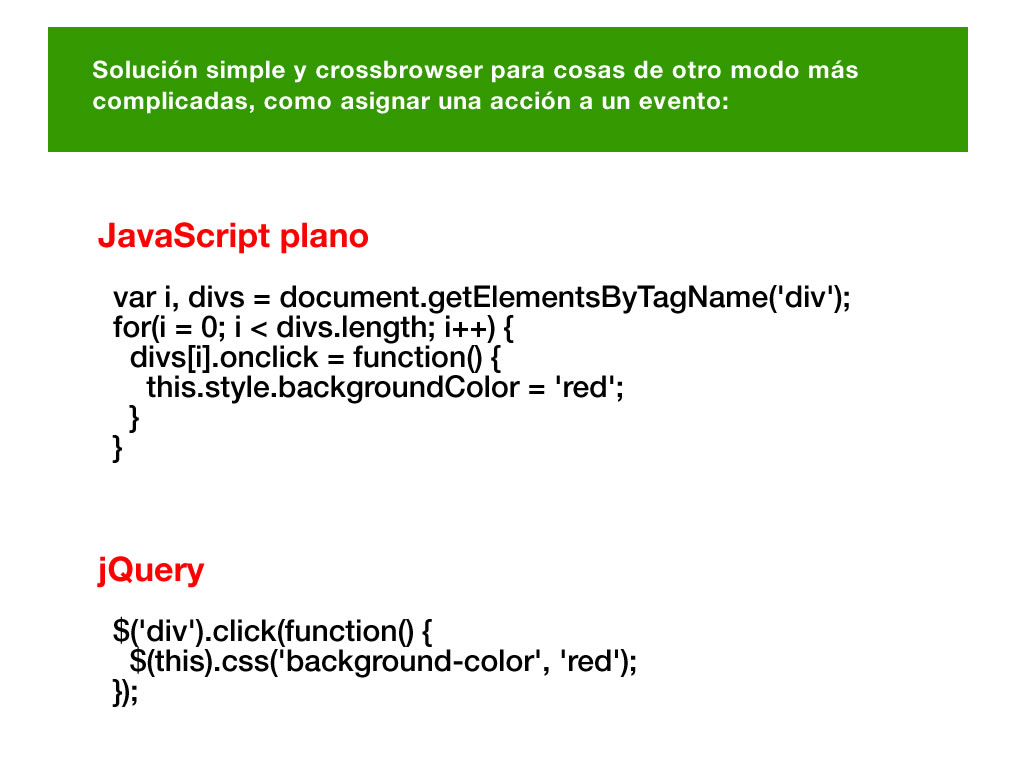 Solución simple y crossbrowser para cosas de otro modo más
complicadas, como asignar una acción a un evento:
JavaScript plano
var i, divs = document.getElementsByTagName('div');
for(i = 0; i < divs.length; i++) {
divs[i].onclick = function() {
this.style.backgroundColor = 'red';
}
}
jQuery
$('div').click(function() {
$(this).css('background-color', 'red');
});